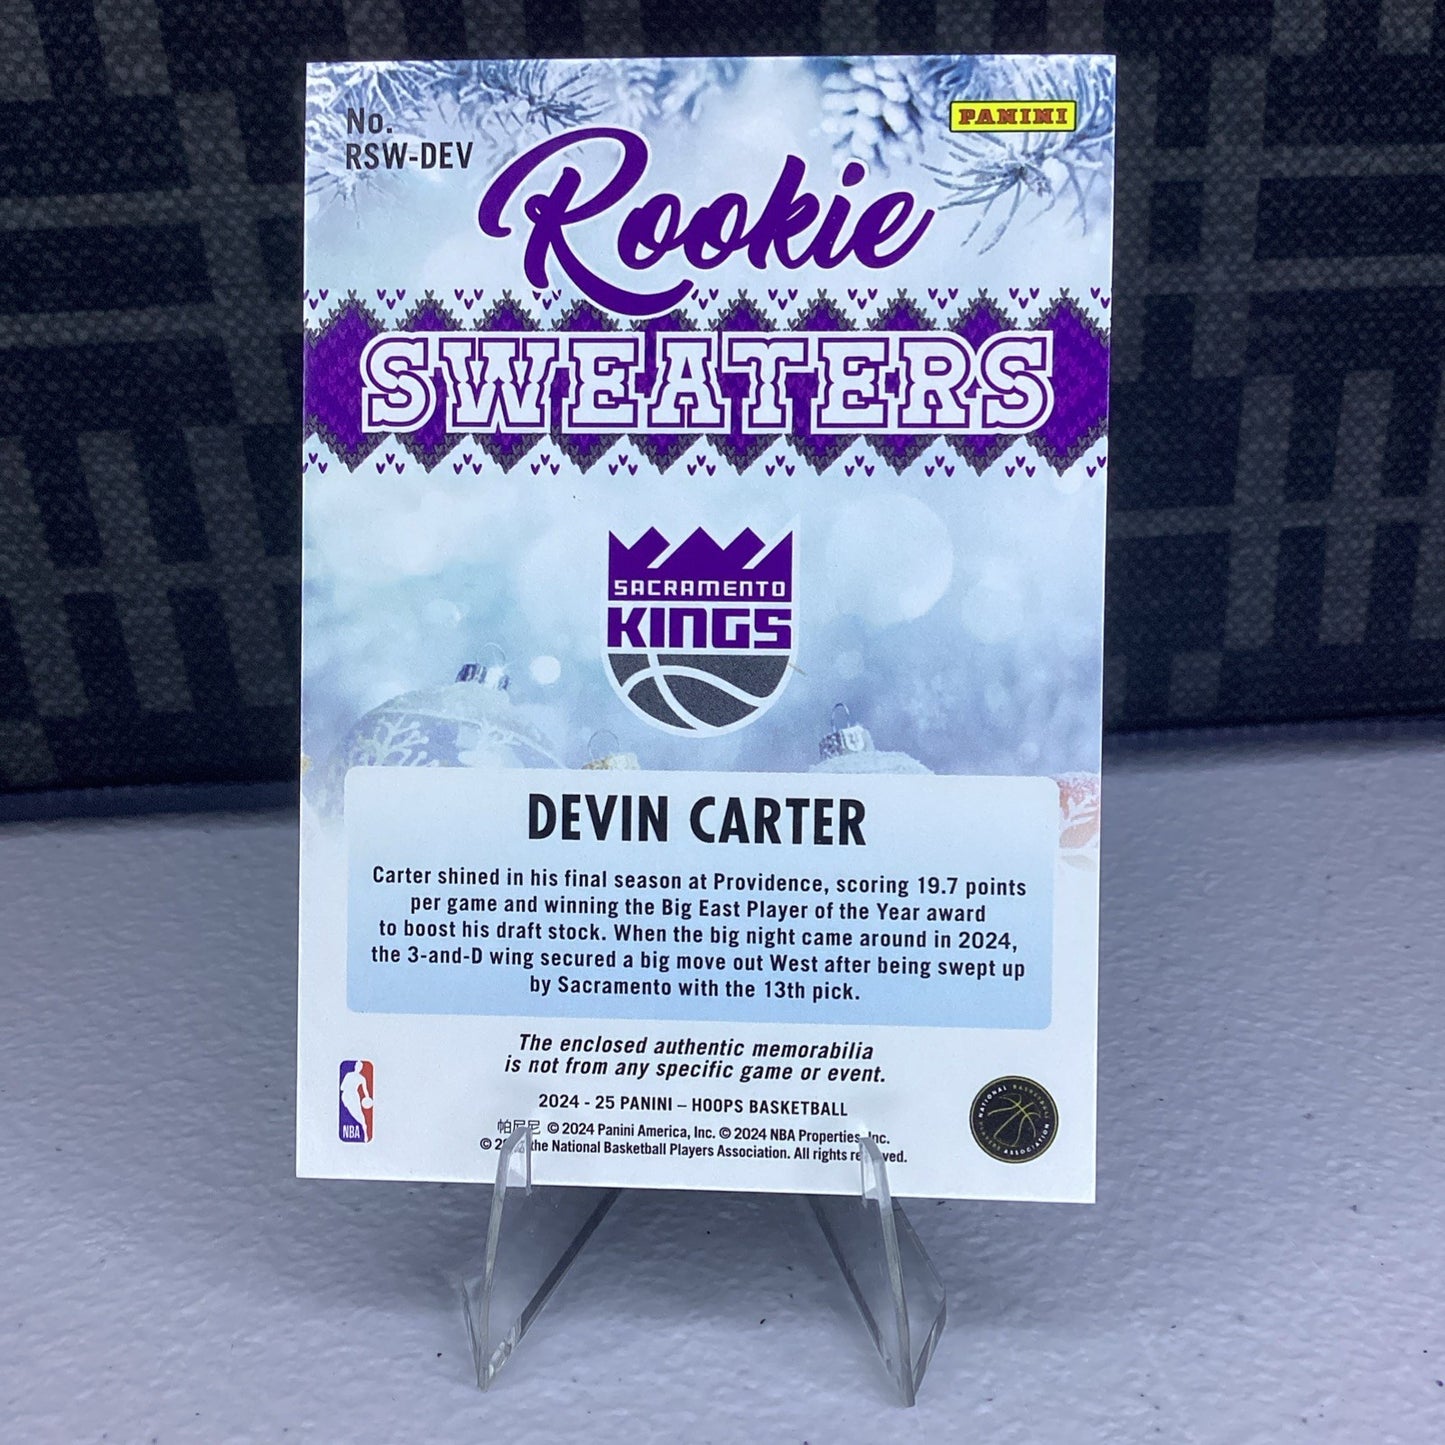 No.
RSW-DEV
PANINI
Rookie
SWEATERS
SACRAMENTO
KINGS
DEVIN CARTER
Carter shined in his final season at Providence, scoring 19.7 points
per game and winning the Big East Player of the Year award
to boost his draft stock. When the big night came around in 2024,
the 3-and-D wing secured a big move out West after being swept up
by Sacramento with the 13th pick.
The enclosed authentic memorabilia
is not from any specific game or event.
2024 - 25 PANINI – HOOPS BASKETBALL
帕尼尼 © 2024 Panini America, Inc. © 2024 NBA Properties, Inc.
© the National Basketball Players Association. All rights reserved.
NBA
NATIONAL BASKETBALL
PLAYERS ASSOCIATION